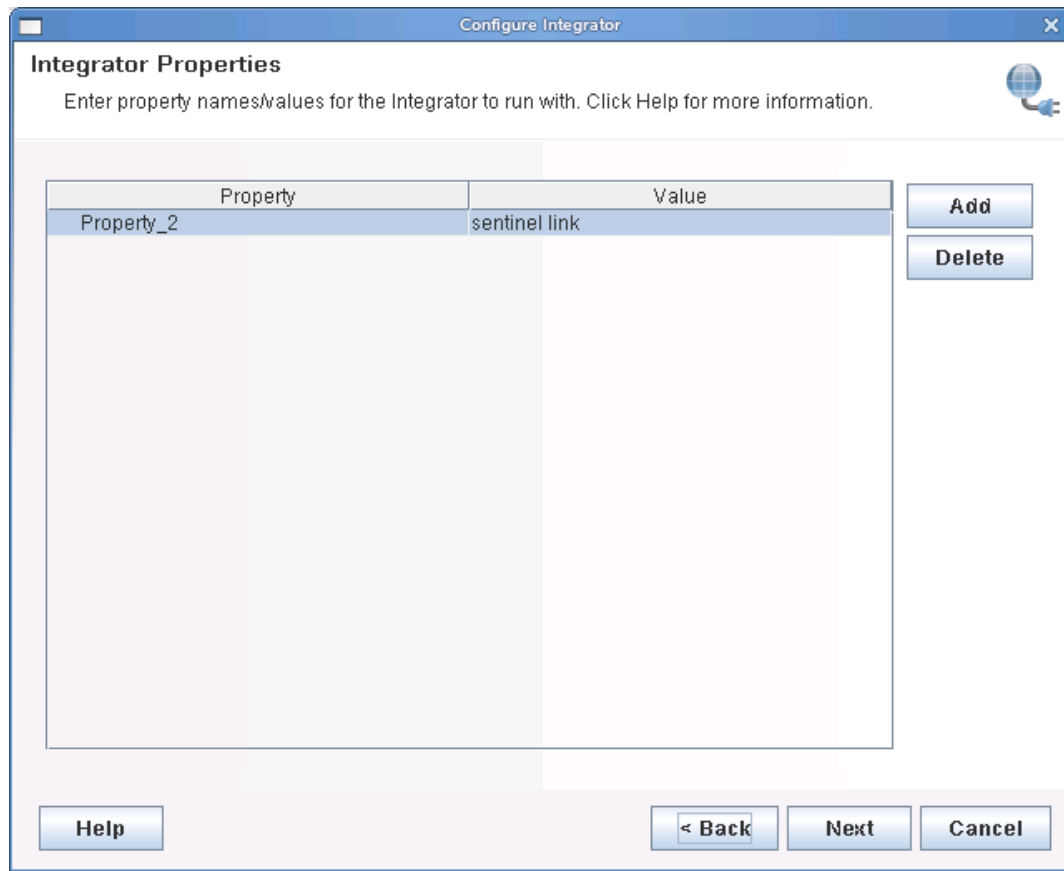 Configure Integrator
Integrator Properties
Enter property names/values for the Integrator to run with. Click Help for more information.
Property Value
Property_2 sentinel link
Add
Delete
Help < Back Next Cancel